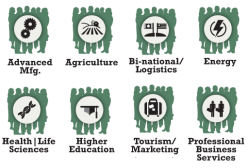 Advanced
Mfg.
Agriculture
Bi-national/
Logistics
Energy
Health|Life
Sciences
Higher
Education
Tourism/
Marketing
Professional
Business
Services